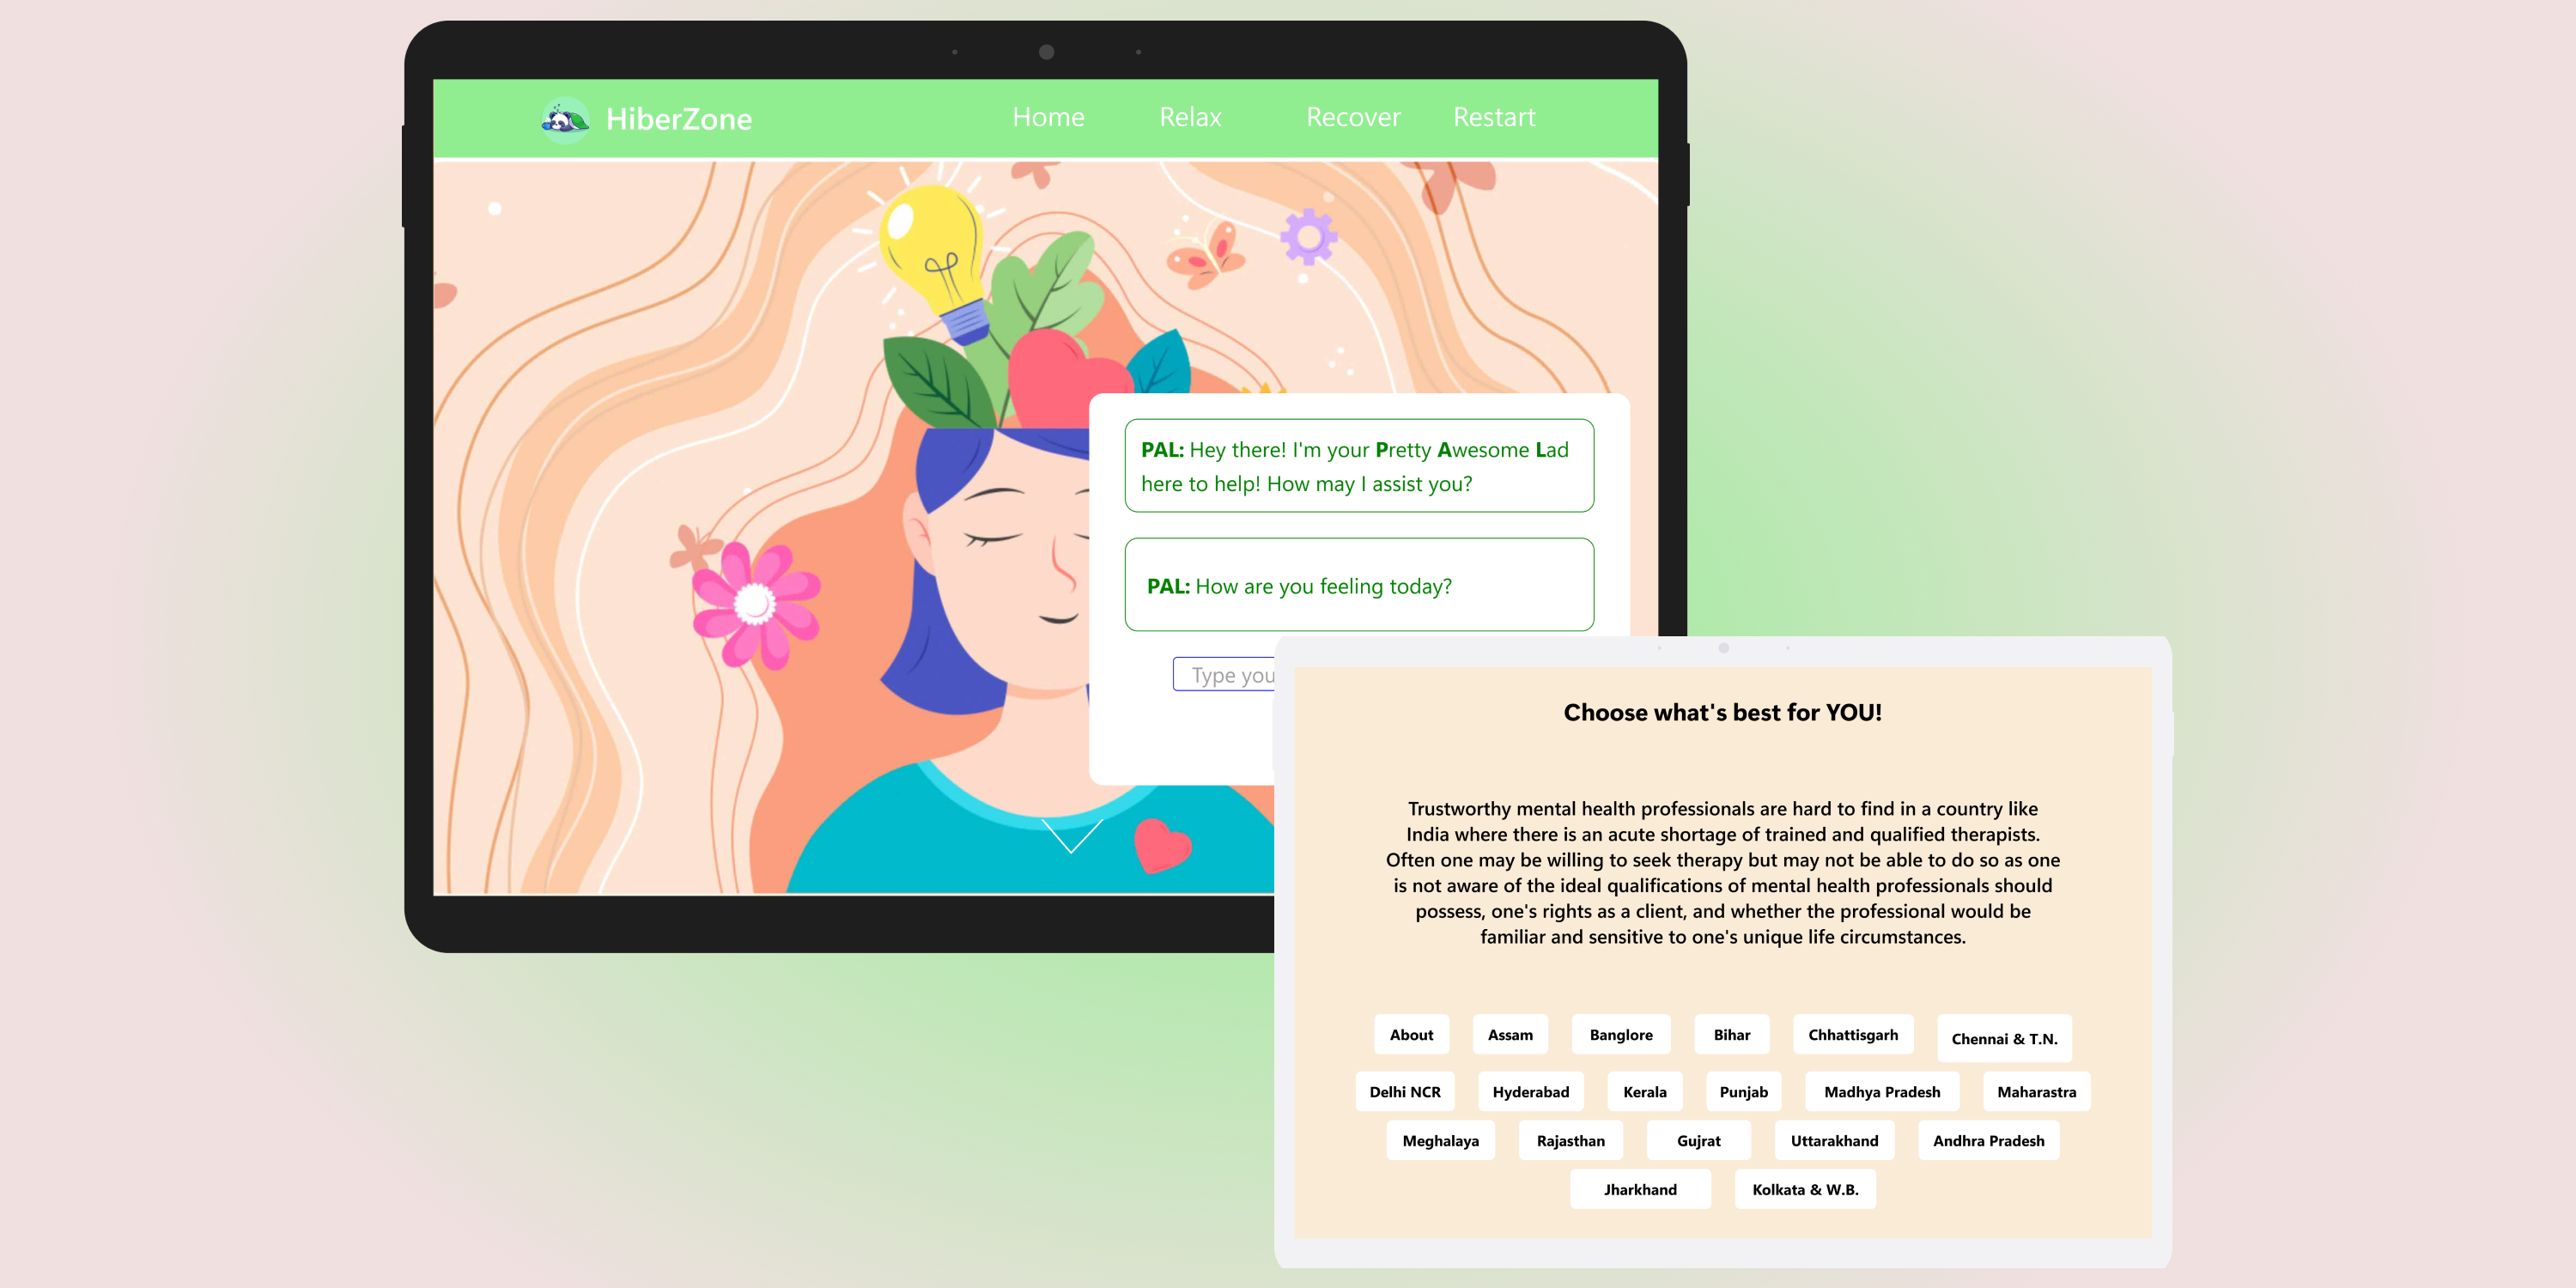 HiberZone
Home Relax Recover Restart
PAL: Hey there! I'm your Pretty Awesome Lad
here to help! How may I assist you?
PAL: How are you feeling today?
Type you
Choose what's best for YOU!
Trustworthy mental health professionals are hard to find in a country like
India where there is an acute shortage of trained and qualified therapists.
Often one may be willing to seek therapy but may not be able to do so as one
is not aware of the ideal qualifications of mental health professionals should
possess, one's rights as a client, and whether the professional would be
familiar and sensitive to one's unique life circumstances.
About Assam Banglore Bihar Chhattisgarh Chennai & T.N.
Delhi NCR Hyderabad Kerala Punjab Madhya Pradesh Maharastra
Meghalaya Rajasthan Gujrat Uttarakhand Andhra Pradesh
Jharkhand Kolkata & W.B.